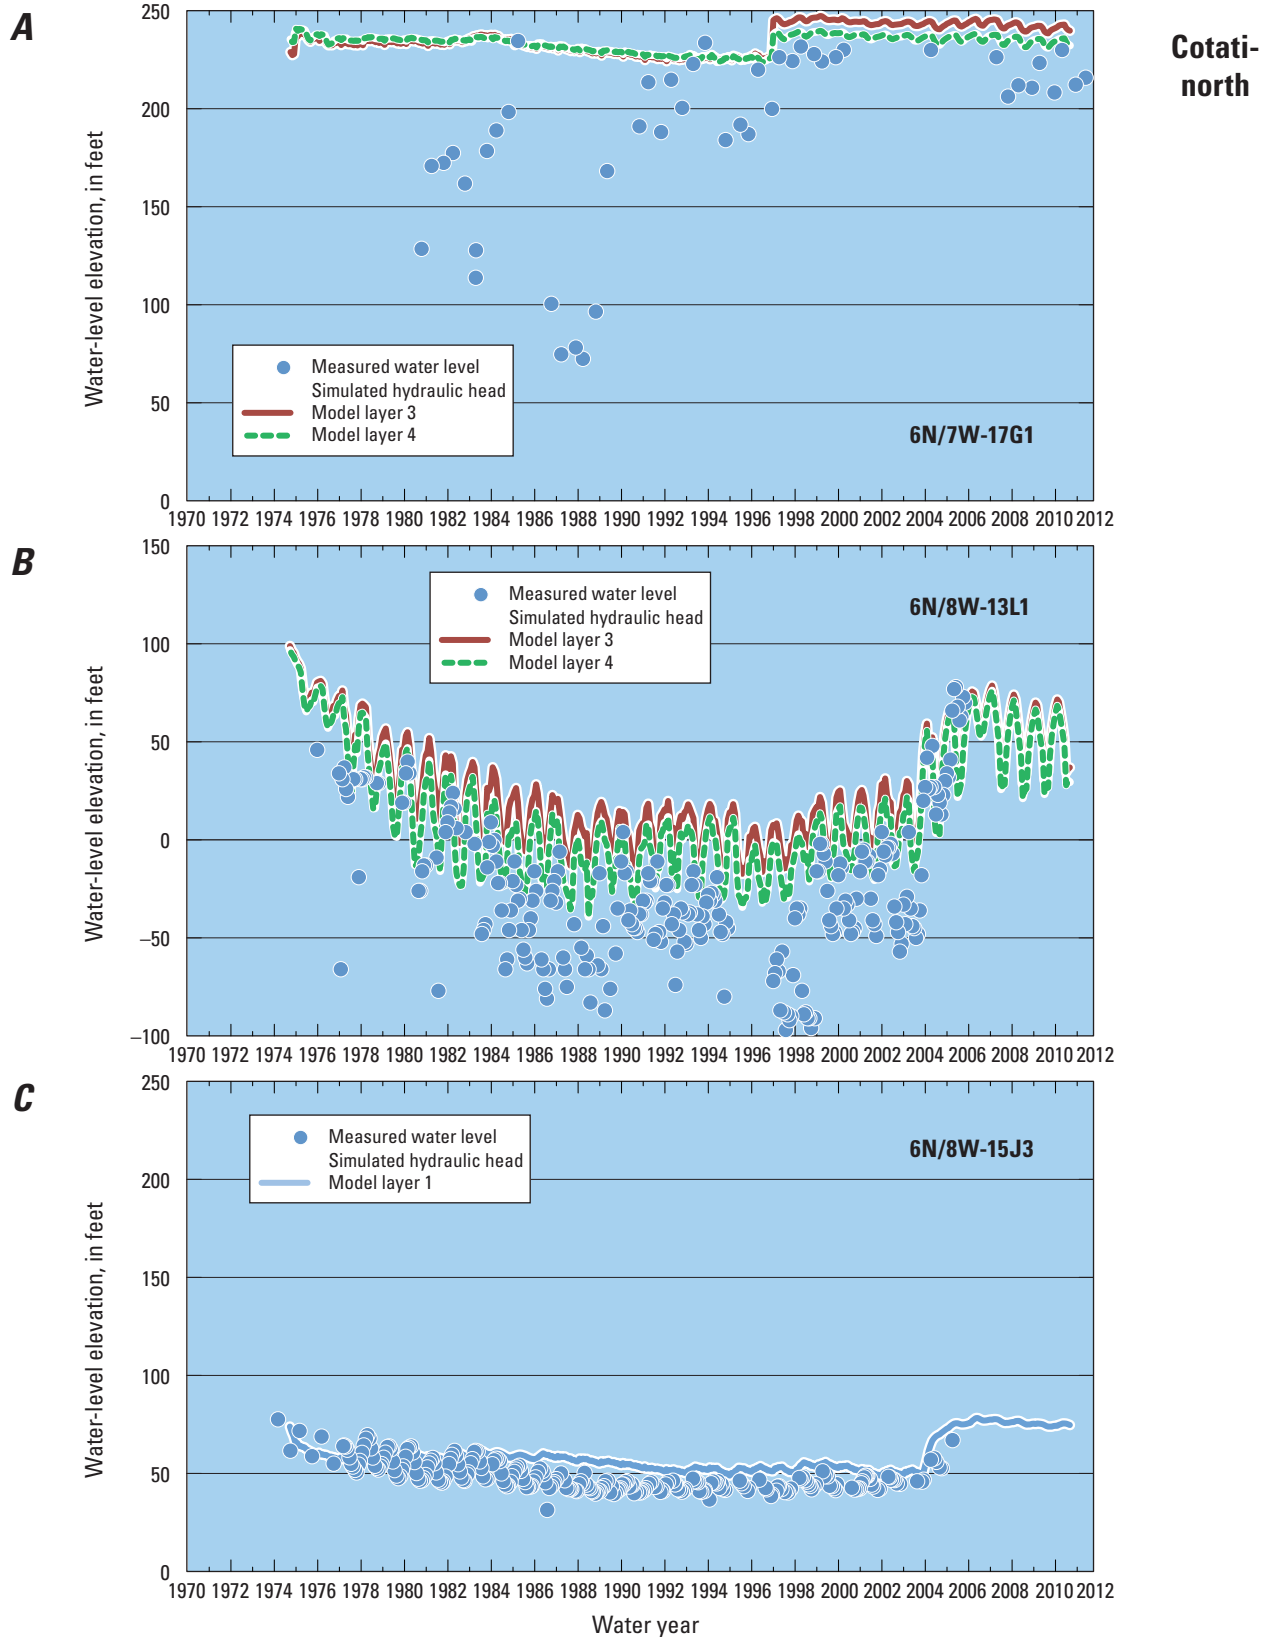 A
Cotati-
north
250
200
150
100
50
0
Water-level elevation, in feet
Measured water level
Simulated hydraulic head
Model layer 3
Model layer 4
6N/7W-17G1
1970 1972 1974 1976 1978 1980 1982 1984 1986 1988 1990 1992 1994 1996 1998 2000 2002 2004 2006 2008 2010 2012
B
150
100
50
0
−50
−100
Water-level elevation, in feet
Measured water level
Simulated hydraulic head
Model layer 3
Model layer 4
6N/8W-13L1
1970 1972 1974 1976 1978 1980 1982 1984 1986 1988 1990 1992 1994 1996 1998 2000 2002 2004 2006 2008 2010 2012
C
250
200
150
100
50
0
Water-level elevation, in feet
Measured water level
Simulated hydraulic head
Model layer 1
6N/8W-15J3
1970 1972 1974 1976 1978 1980 1982 1984 1986 1988 1990 1992 1994 1996 1998 2000 2002 2004 2006 2008 2010 2012
Water year